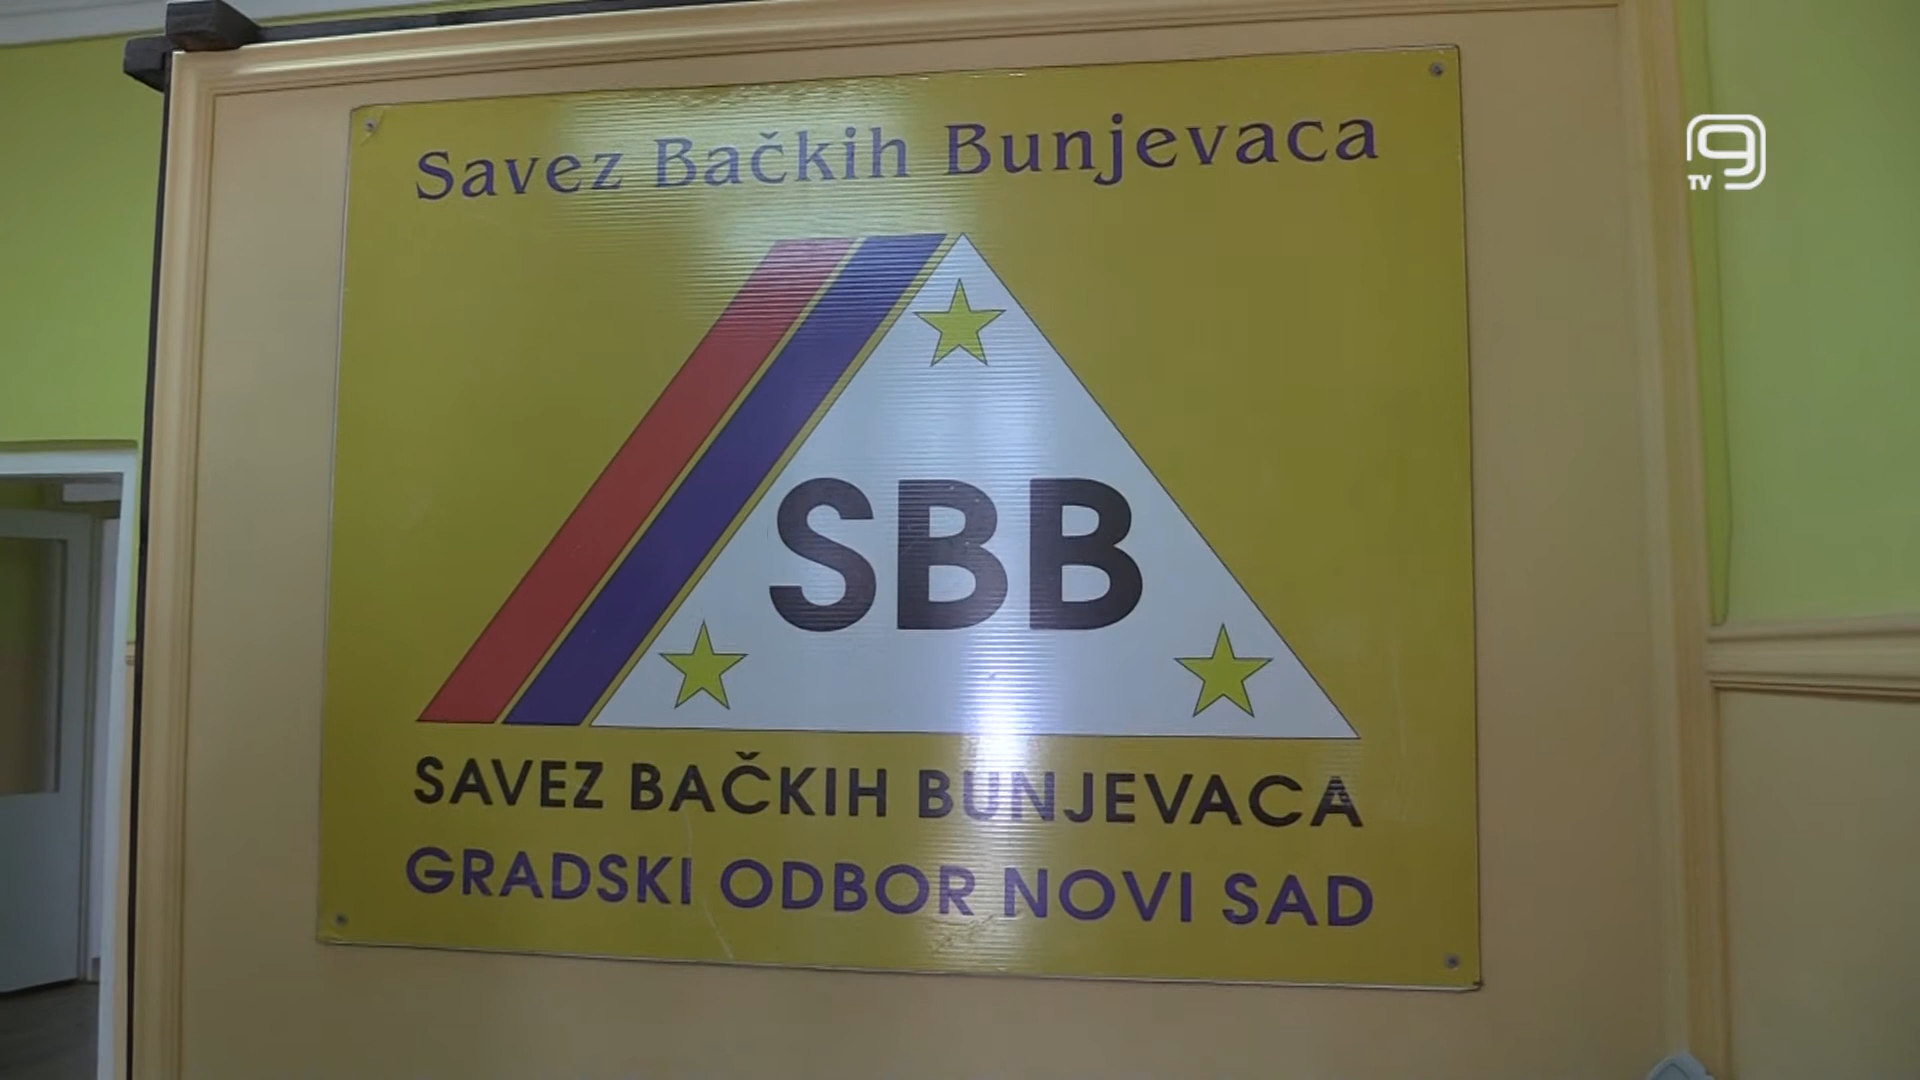 Savez Bačkih Bunjevaca
9
TV
SBB
SAVEZ BAČKIH BUNJEVACA
GRADSKI ODBOR NOVI SAD